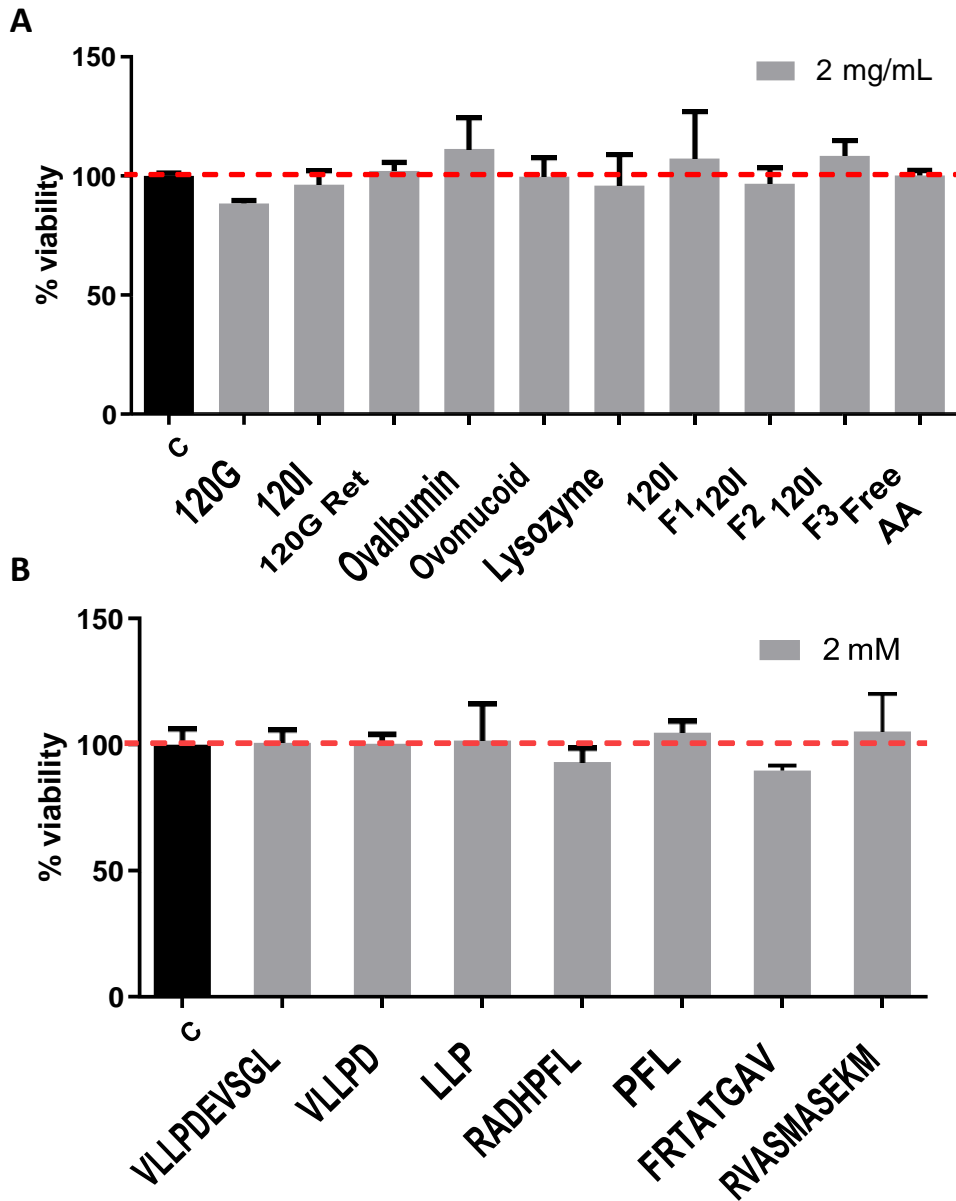 A
150
2 mg/mL
100
% viability
50
0
C
120G
120I
120G Ret
Ovalbumin
Ovomucoid
Lysozyme
120I
F1
120I
F2
120I
F3
Free
AA
B
150
2 mM
100
% viability
50
0
C
VLLPDEVSGL
VLLPD
LLP
RADHPFL
PFL
FRTATGAV
RVASMASEKM